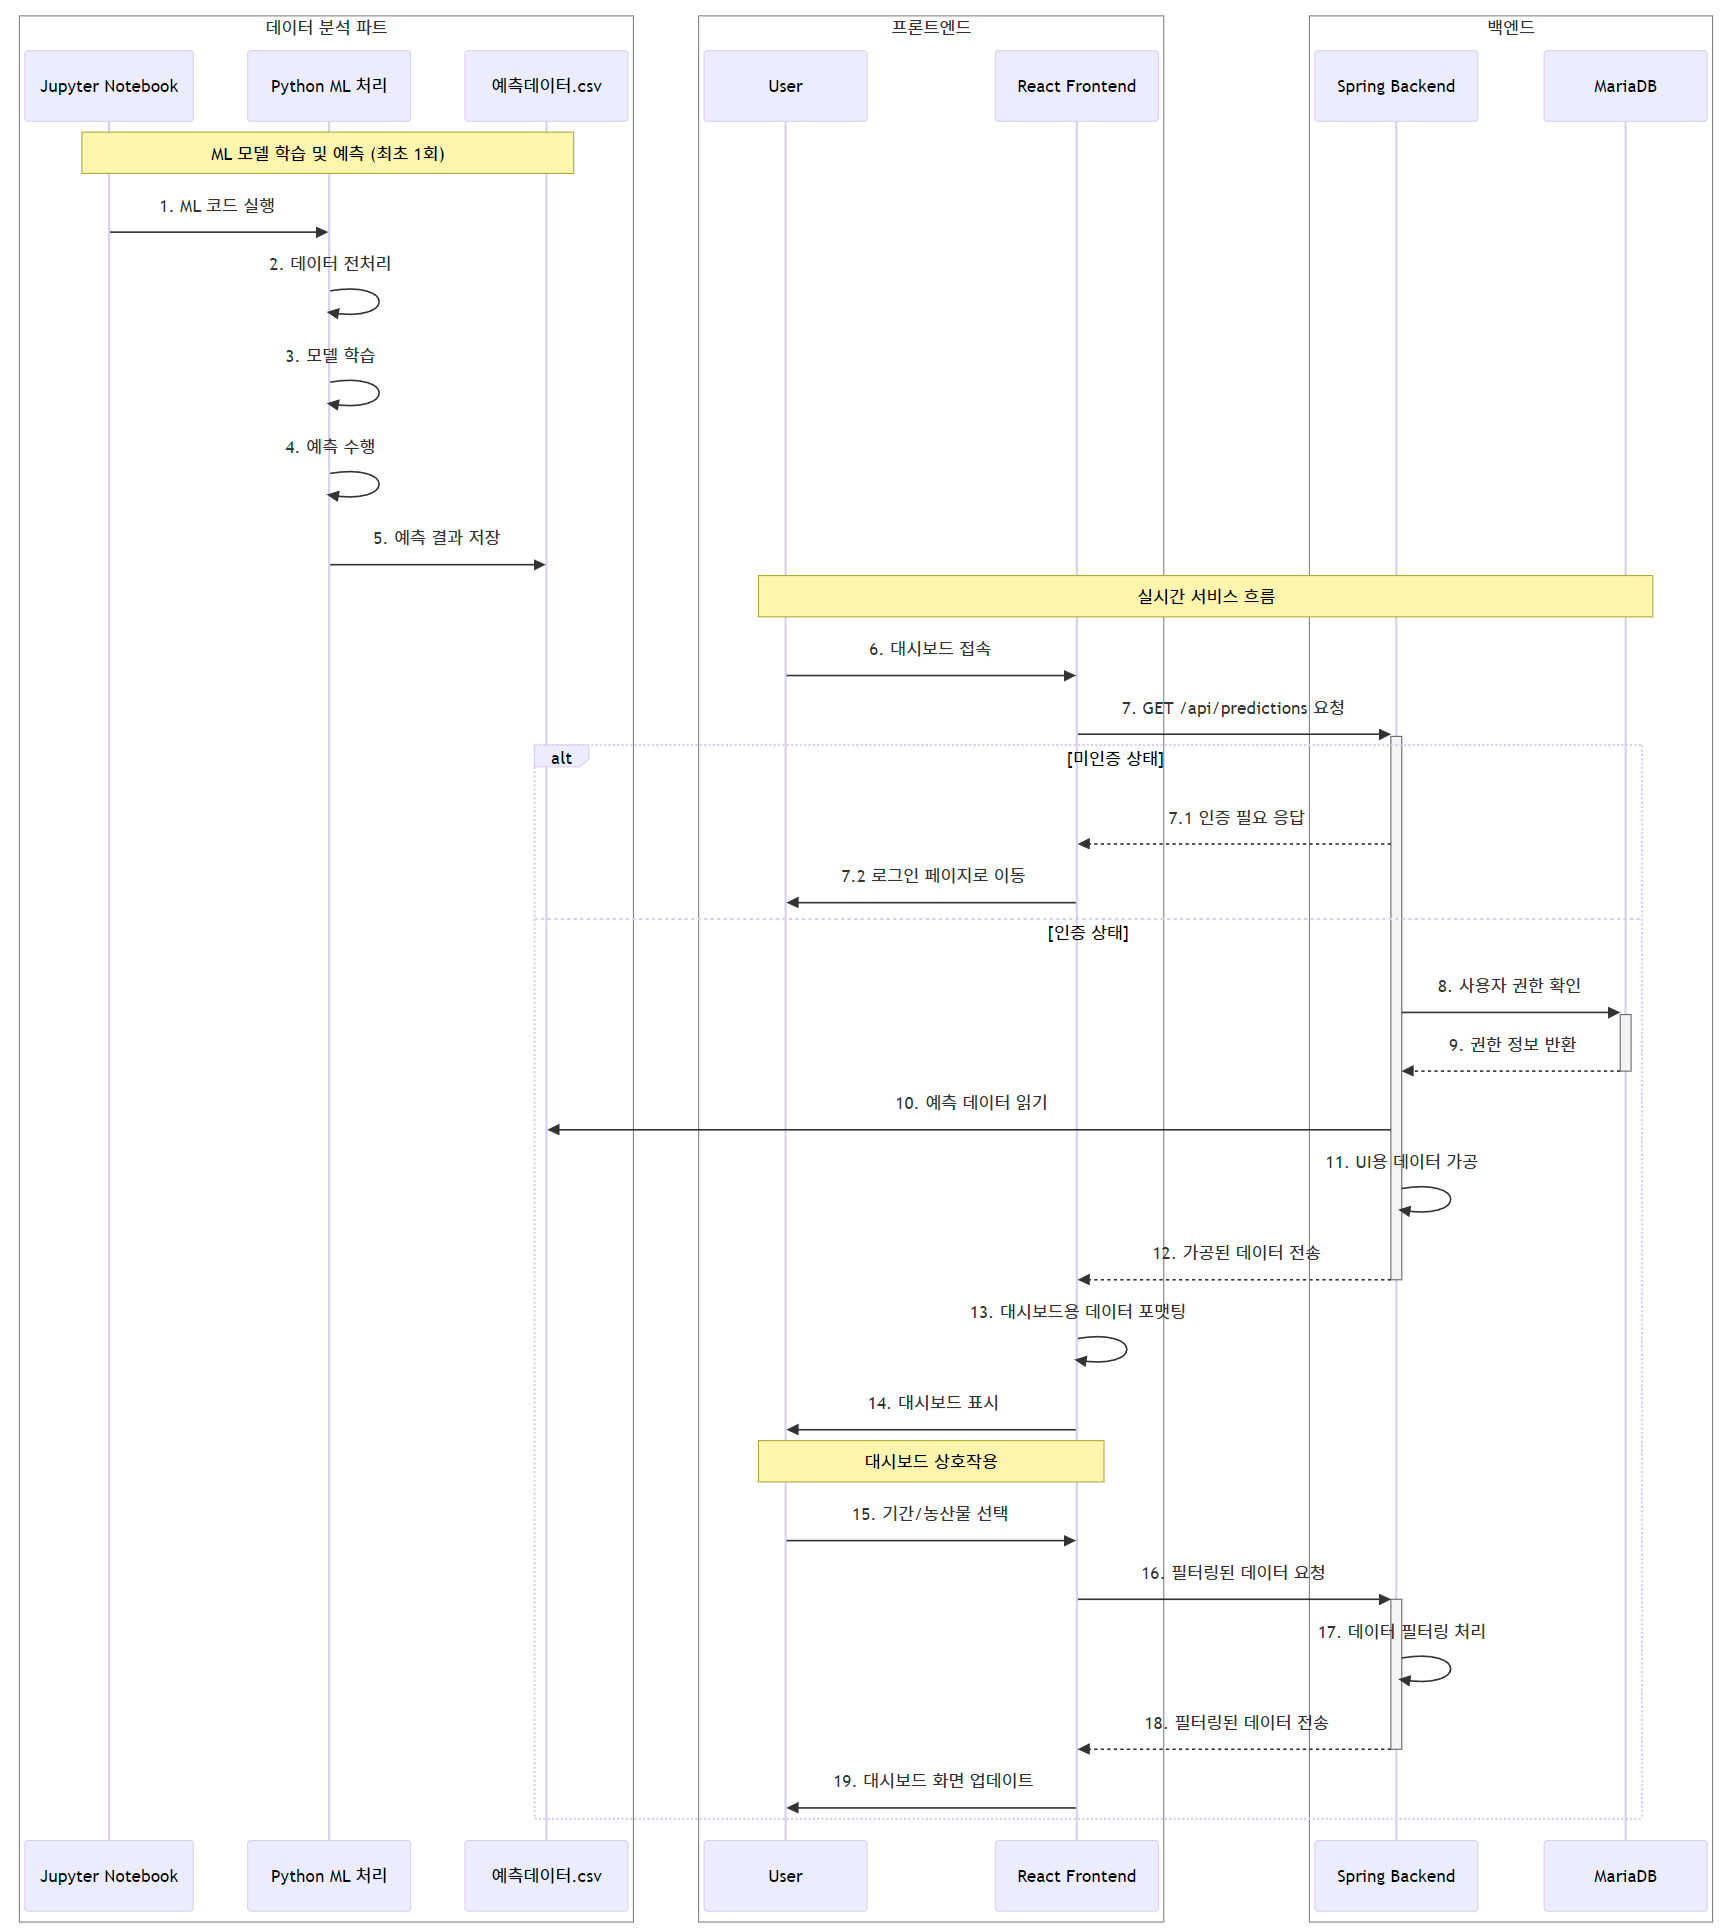 데이터 분석 파트
프론트엔드
백엔드
Jupyter Notebook
Python ML 처리
예측데이터.csv
User
React Frontend
Spring Backend
MariaDB
ML 모델 학습 및 예측 (최초 1회)
1. ML 코드 실행
2. 데이터 전처리
3. 모델 학습
4. 예측 수행
5. 예측 결과 저장
실시간 서비스 흐름
6. 대시보드 접속
7. GET /api/predictions 요청
alt
[미인증 상태]
7.1 인증 필요 응답
7.2 로그인 페이지로 이동
[인증 상태]
8. 사용자 권한 확인
9. 권한 정보 반환
10. 예측 데이터 읽기
11. UI용 데이터 가공
12. 가공된 데이터 전송
13. 대시보드용 데이터 포맷팅
14. 대시보드 표시
대시보드 상호작용
15. 기간/농산물 선택
16. 필터링된 데이터 요청
17. 데이터 필터링 처리
18. 필터링된 데이터 전송
19. 대시보드 화면 업데이트
Jupyter Notebook
Python ML 처리
예측데이터.csv
User
React Frontend
Spring Backend
MariaDB